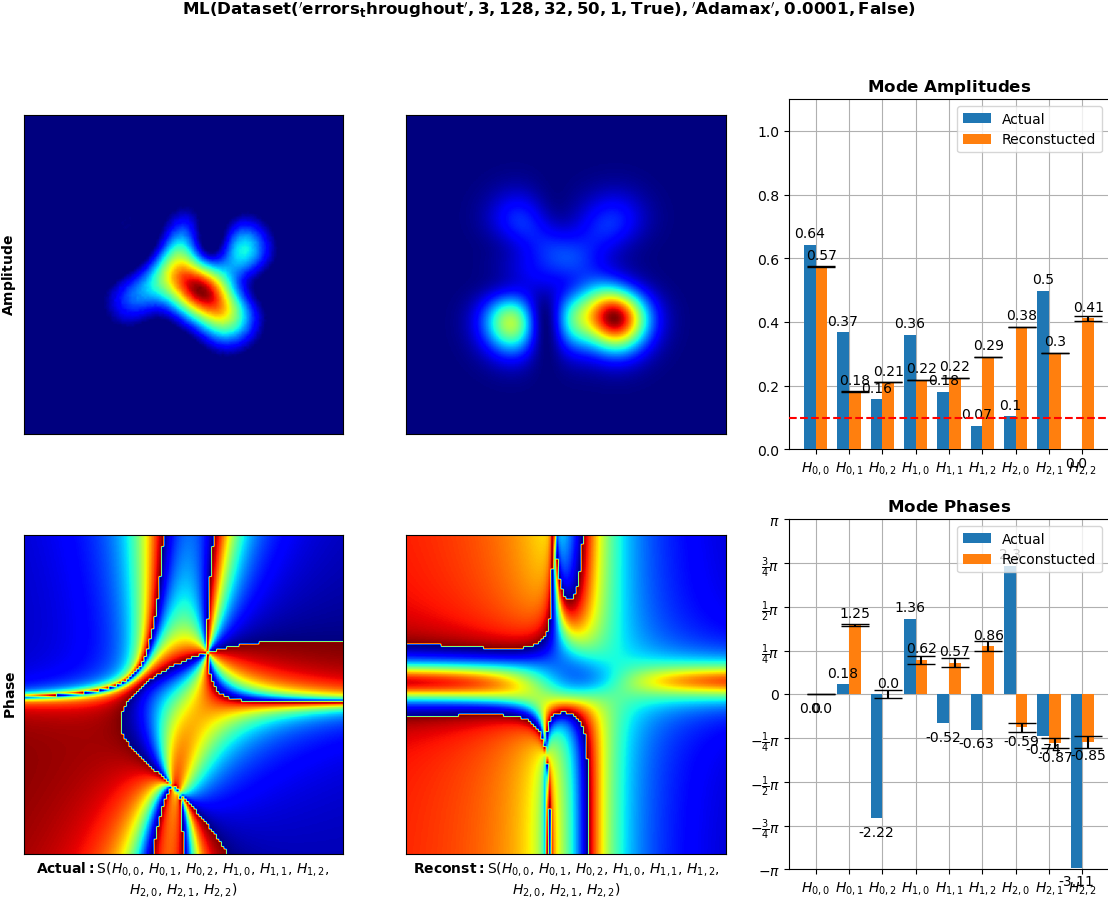 ML(Dataset('errors_throughout', 3, 128, 32, 50, 1, True), 'Adamax', 0.0001, False)
Amplitude
Mode Amplitudes
Actual
Reconstucted
1.0
0.8
0.6
0.4
0.2
0.0
0.64
0.57
0.37
0.18
0.16
0.21
0.36
0.22
0.18
0.22
0.07
0.29
0.1
0.38
0.5
0.3
0.0
0.41
H0,0 H0,1 H0,2 H1,0 H1,1 H1,2 H2,0 H2,1 H2,2
Phase
Mode Phases
Actual
Reconstucted
π
3/4π
1/2π
1/4π
0
−1/4π
−1/2π
−3/4π
−π
0.0
0.0
0.18
1.25
-2.22
0.0
1.36
0.62
-0.52
0.57
-0.63
0.86
-0.59
-0.74
-0.87
-3.11
-0.85
H0,0 H0,1 H0,2 H1,0 H1,1 H1,2 H2,0 H2,1 H2,2
Actual: S(H0,0, H0,1, H0,2, H1,0, H1,1, H1,2,
H2,0, H2,1, H2,2)
Reconst: S(H0,0, H0,1, H0,2, H1,0, H1,1, H1,2,
H2,0, H2,1, H2,2)